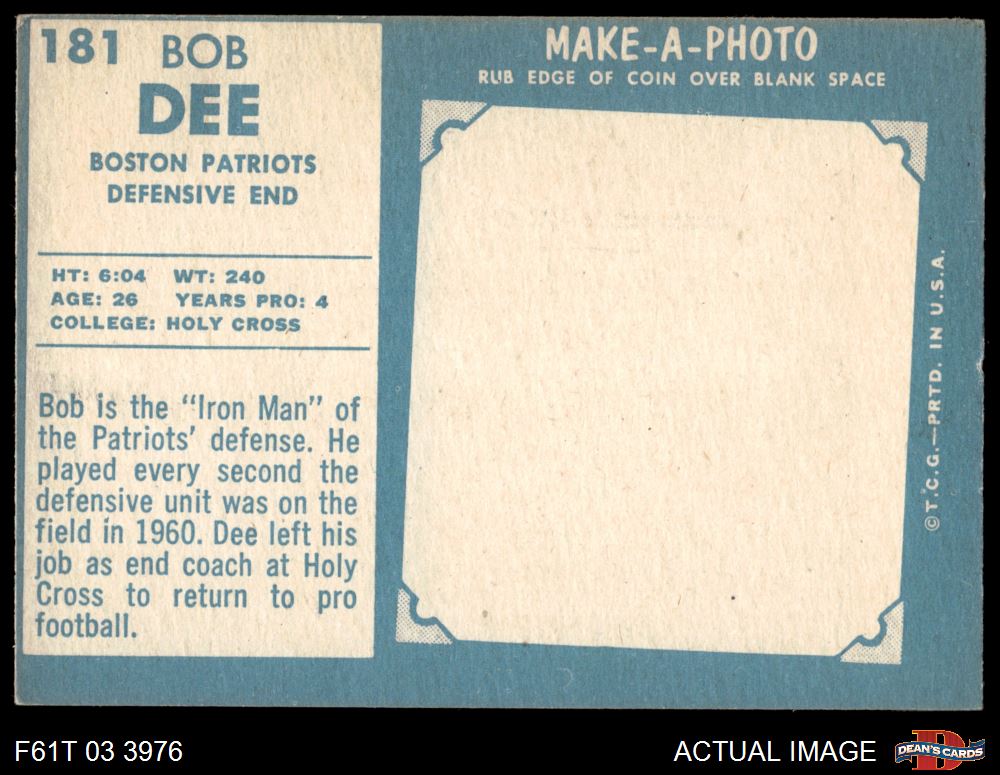 181 BOB
DEE
BOSTON PATRIOTS
DEFENSIVE END
HT: 6:04 WT: 240
AGE: 26 YEARS PRO: 4
COLLEGE: HOLY CROSS
Bob is the “Iron Man” of
the Patriots’ defense. He
played every second the
defensive unit was on the
field in 1960. Dee left his
job as end coach at Holy
Cross to return to pro
football.
MAKE-A-PHOTO
RUB EDGE OF COIN OVER BLANK SPACE
© T.C.G.—PRTD. IN U.S.A.
F61T 03 3976
ACTUAL IMAGE
D
DEAN'S CARDS